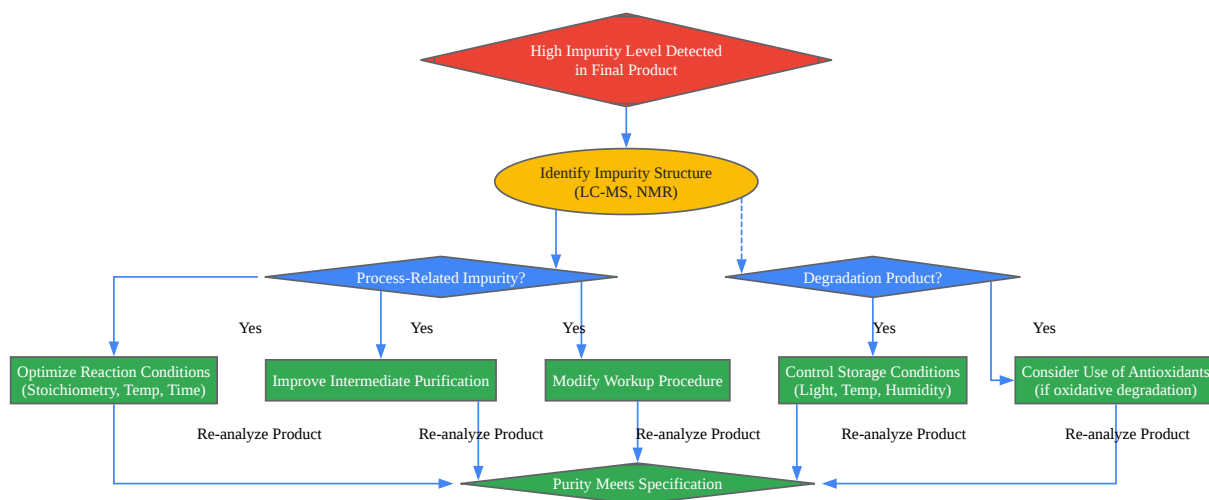 High Impurity Level Detected
in Final Product
Identify Impurity Structure
(LC-MS, NMR)
Process-Related Impurity?
Degradation Product?
Yes
Yes
Yes
Yes
Yes
Optimize Reaction Conditions
(Stoichiometry, Temp, Time)
Improve Intermediate Purification
Modify Workup Procedure
Control Storage Conditions
(Light, Temp, Humidity)
Consider Use of Antioxidants
(if oxidative degradation)
Re-analyze Product
Re-analyze Product
Re-analyze Product
Re-analyze Product
Re-analyze Product
Purity Meets Specification